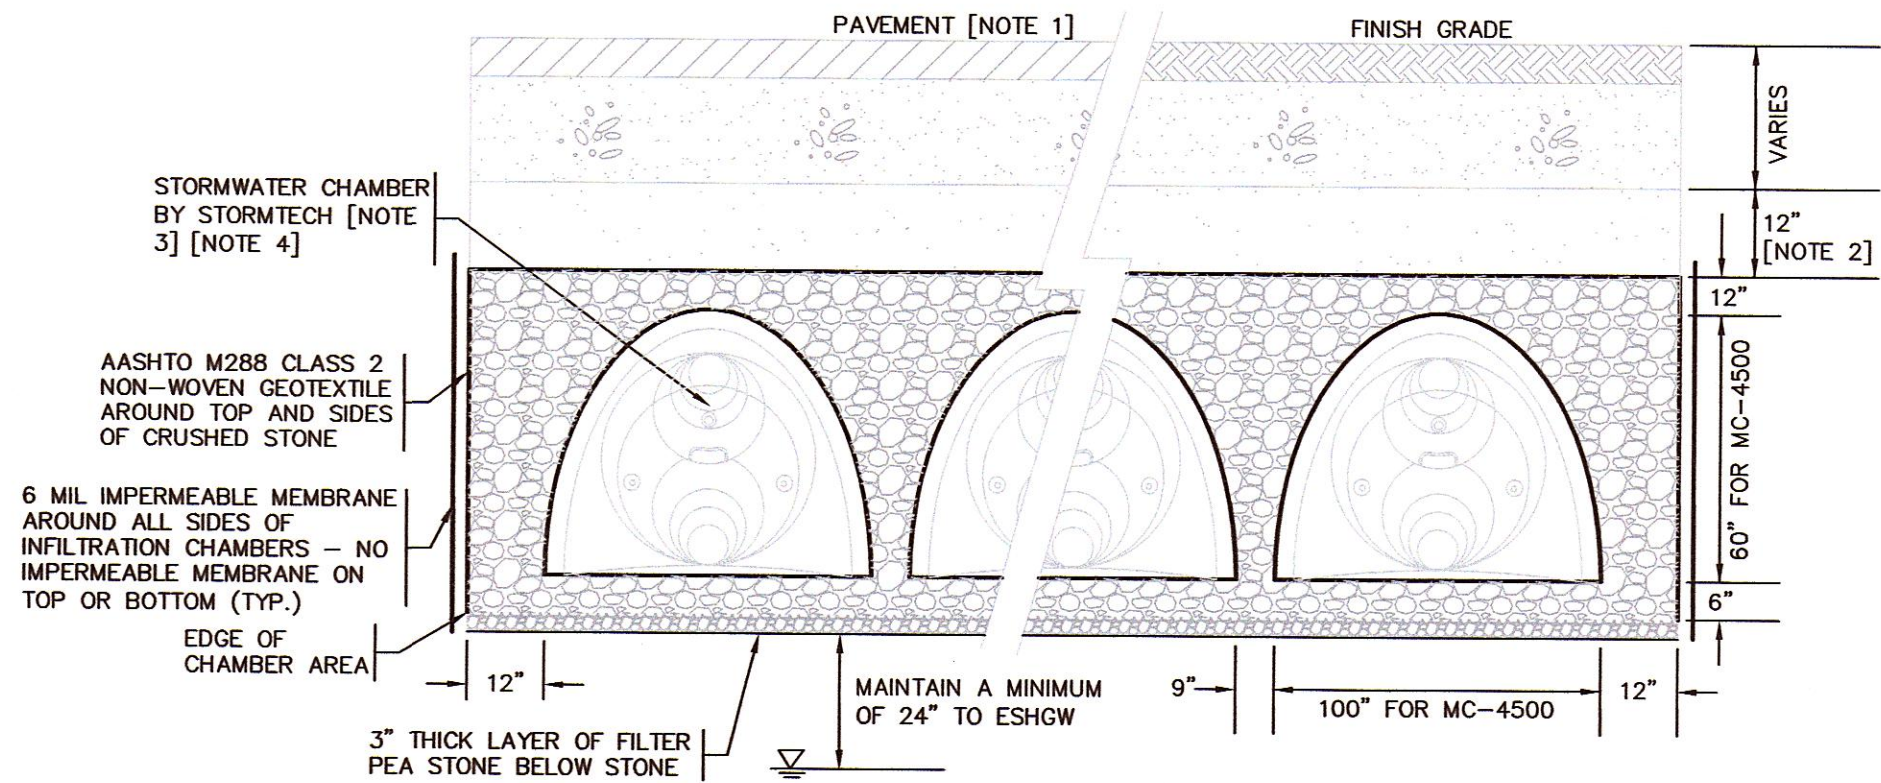 PAVEMENT [NOTE 1]
FINISH GRADE
VARIES
STORMWATER CHAMBER
BY STORMTECH [NOTE
3] [NOTE 4]
12"
[NOTE 2]
12"
AASHTO M288 CLASS 2
NON-WOVEN GEOTEXTILE
AROUND TOP AND SIDES
OF CRUSHED STONE
60" FOR MC-4500
6 MIL IMPERMEABLE MEMBRANE
AROUND ALL SIDES OF
INFILTRATION CHAMBERS - NO
IMPERMEABLE MEMBRANE ON
TOP OR BOTTOM (TYP.)
6"
EDGE OF
CHAMBER AREA
12"
MAINTAIN A MINIMUM
OF 24" TO ESHGW
9"
100" FOR MC-4500
12"
3" THICK LAYER OF FILTER
PEA STONE BELOW STONE